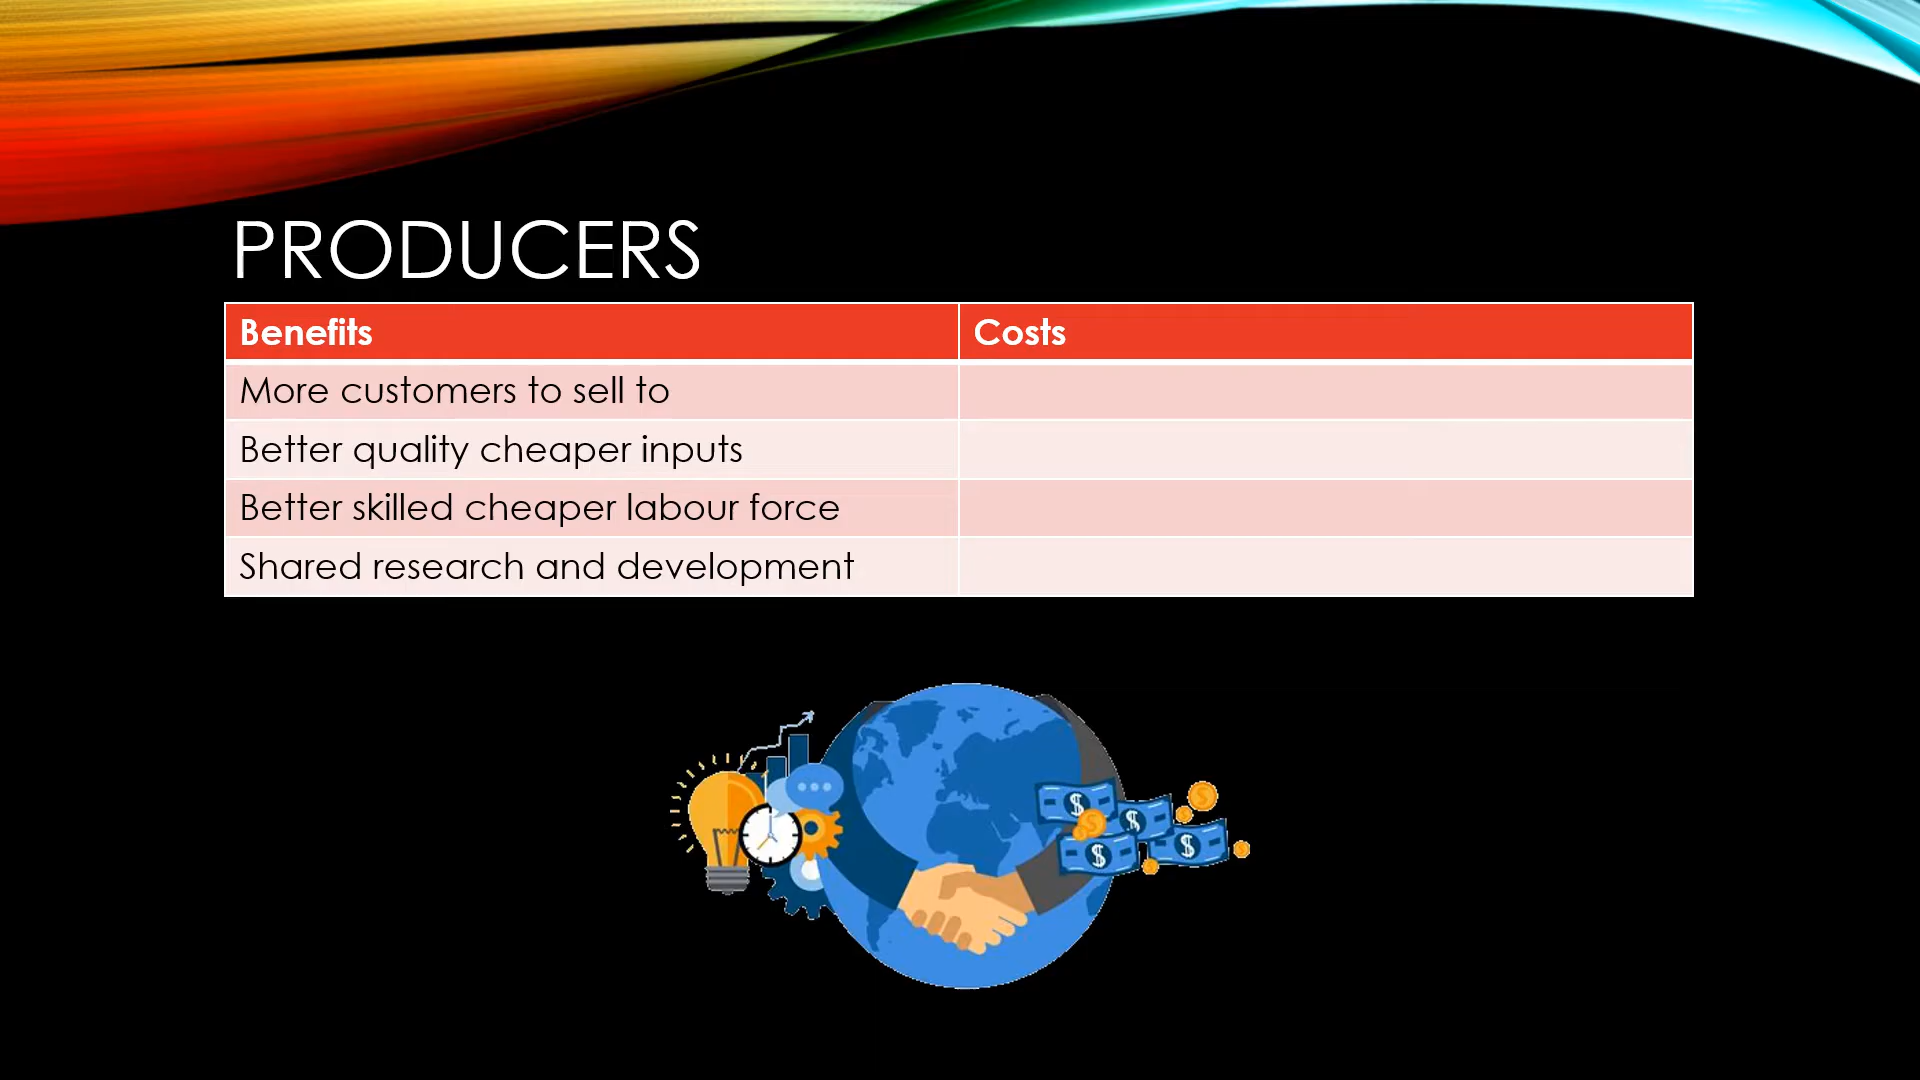 PRODUCERS
Benefits
Costs
More customers to sell to
Better quality cheaper inputs
Better skilled cheaper labour force
Shared research and development
$
$
$
$
$
$